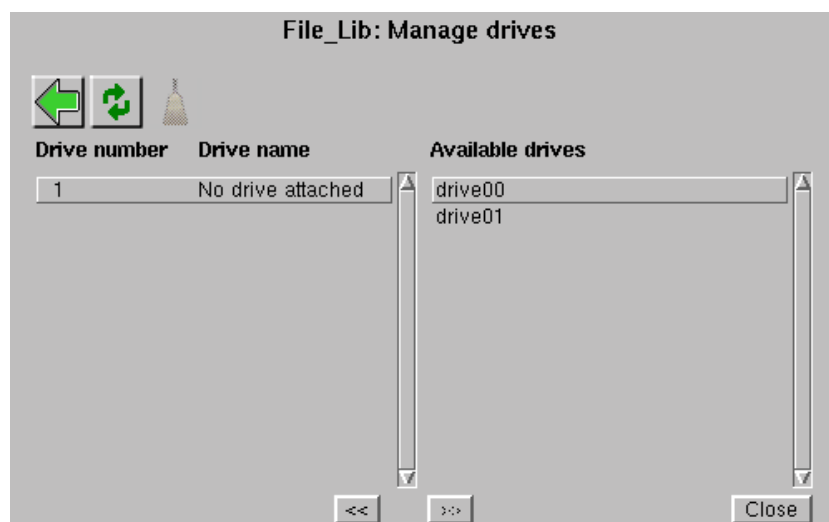 File_Lib: Manage drives
Drive number Drive name Available drives
1 No drive attached drive00
drive01
<< >> Close